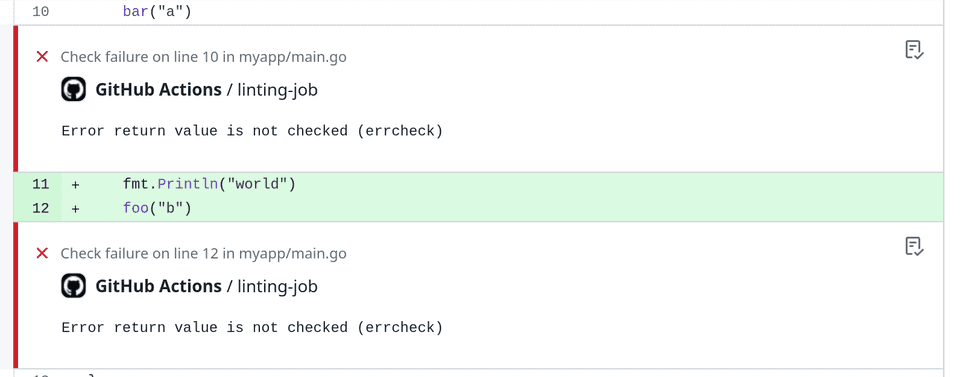 10 bar("a")
Check failure on line 10 in myapp/main.go
GitHub Actions / linting-job
Error return value is not checked (errcheck)
11 + fmt.Println("world")
12 + foo("b")
Check failure on line 12 in myapp/main.go
GitHub Actions / linting-job
Error return value is not checked (errcheck)